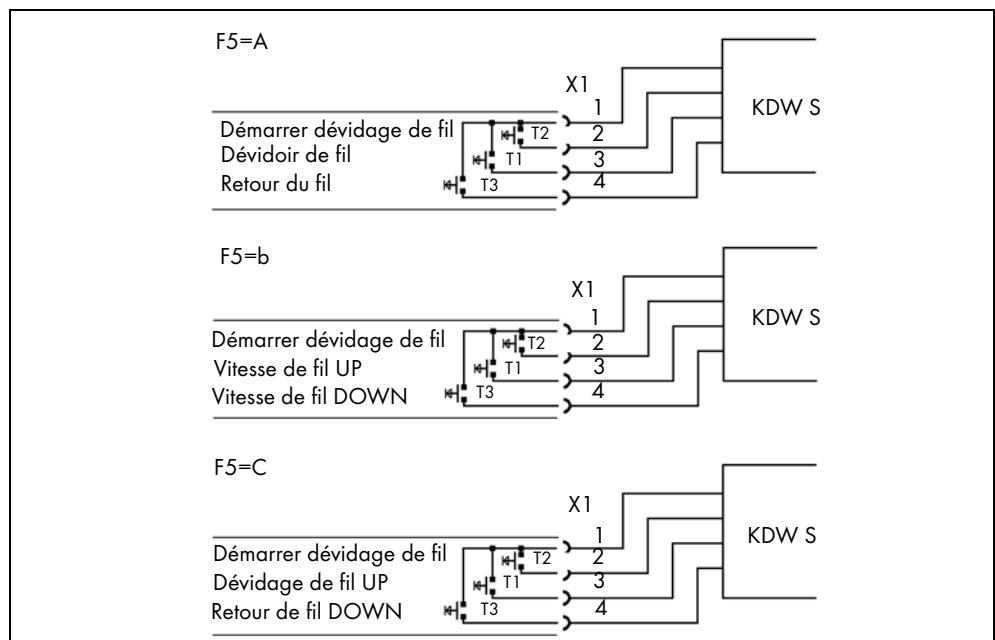 F5=A
X1
1
KDW S
Démarrer dévidage de fil
T2
2
Dévidoir de fil
T1
3
Retour du fil
T3
4
F5=b
X1
1
KDW S
Démarrer dévidage de fil
T2
2
Vitesse de fil UP
T1
3
Vitesse de fil DOWN
T3
4
F5=C
X1
1
KDW S
Démarrer dévidage de fil
T2
2
Dévidage de fil UP
T1
3
Retour de fil DOWN
T3
4